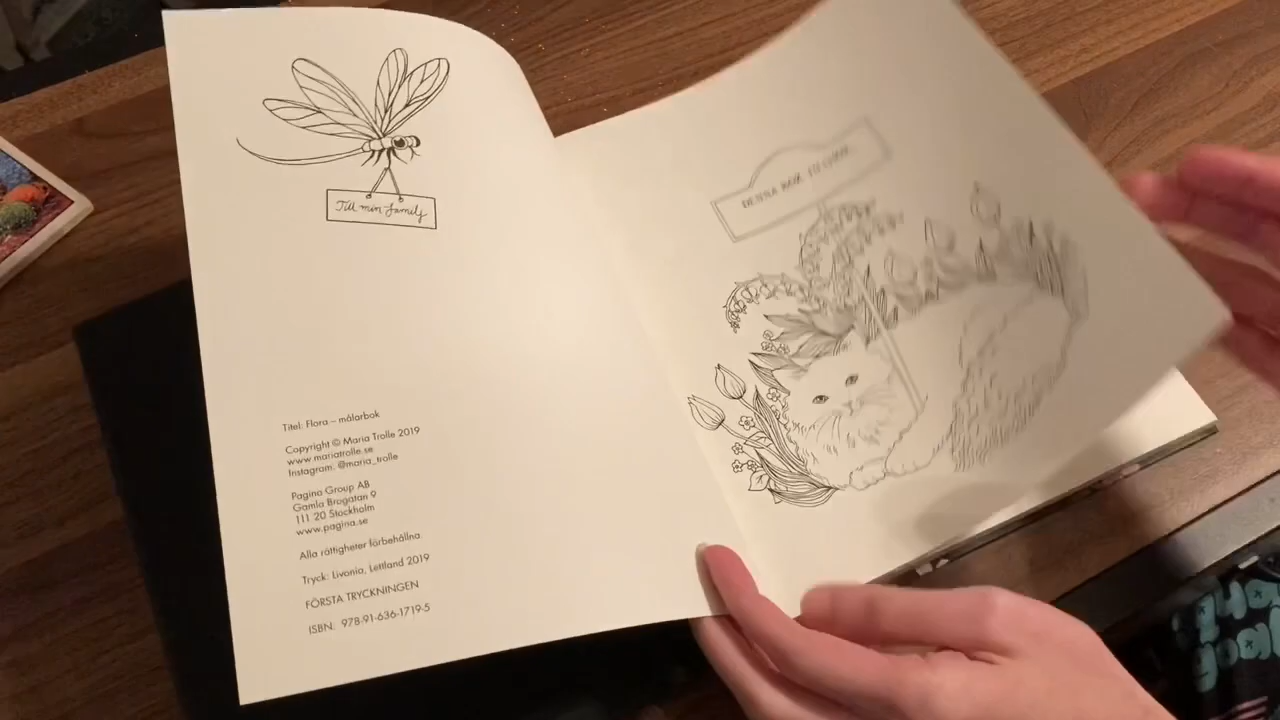 Till min familj
Titel: Flora – målarbok
Copyright © Maria Trolle 2019
www.mariatrolle.se
Instagram: @maria_trolle
Pagina Group AB
Gamla Brogatan 9
111 20 Stockholm
www.pagina.se
Alla rättigheter förbehållna
Tryck: Livonia, Lettland 2019
FÖRSTA TRYCKNINGEN
ISBN: 978-91-636-1719-5
DENNA BOK TILLHÖR